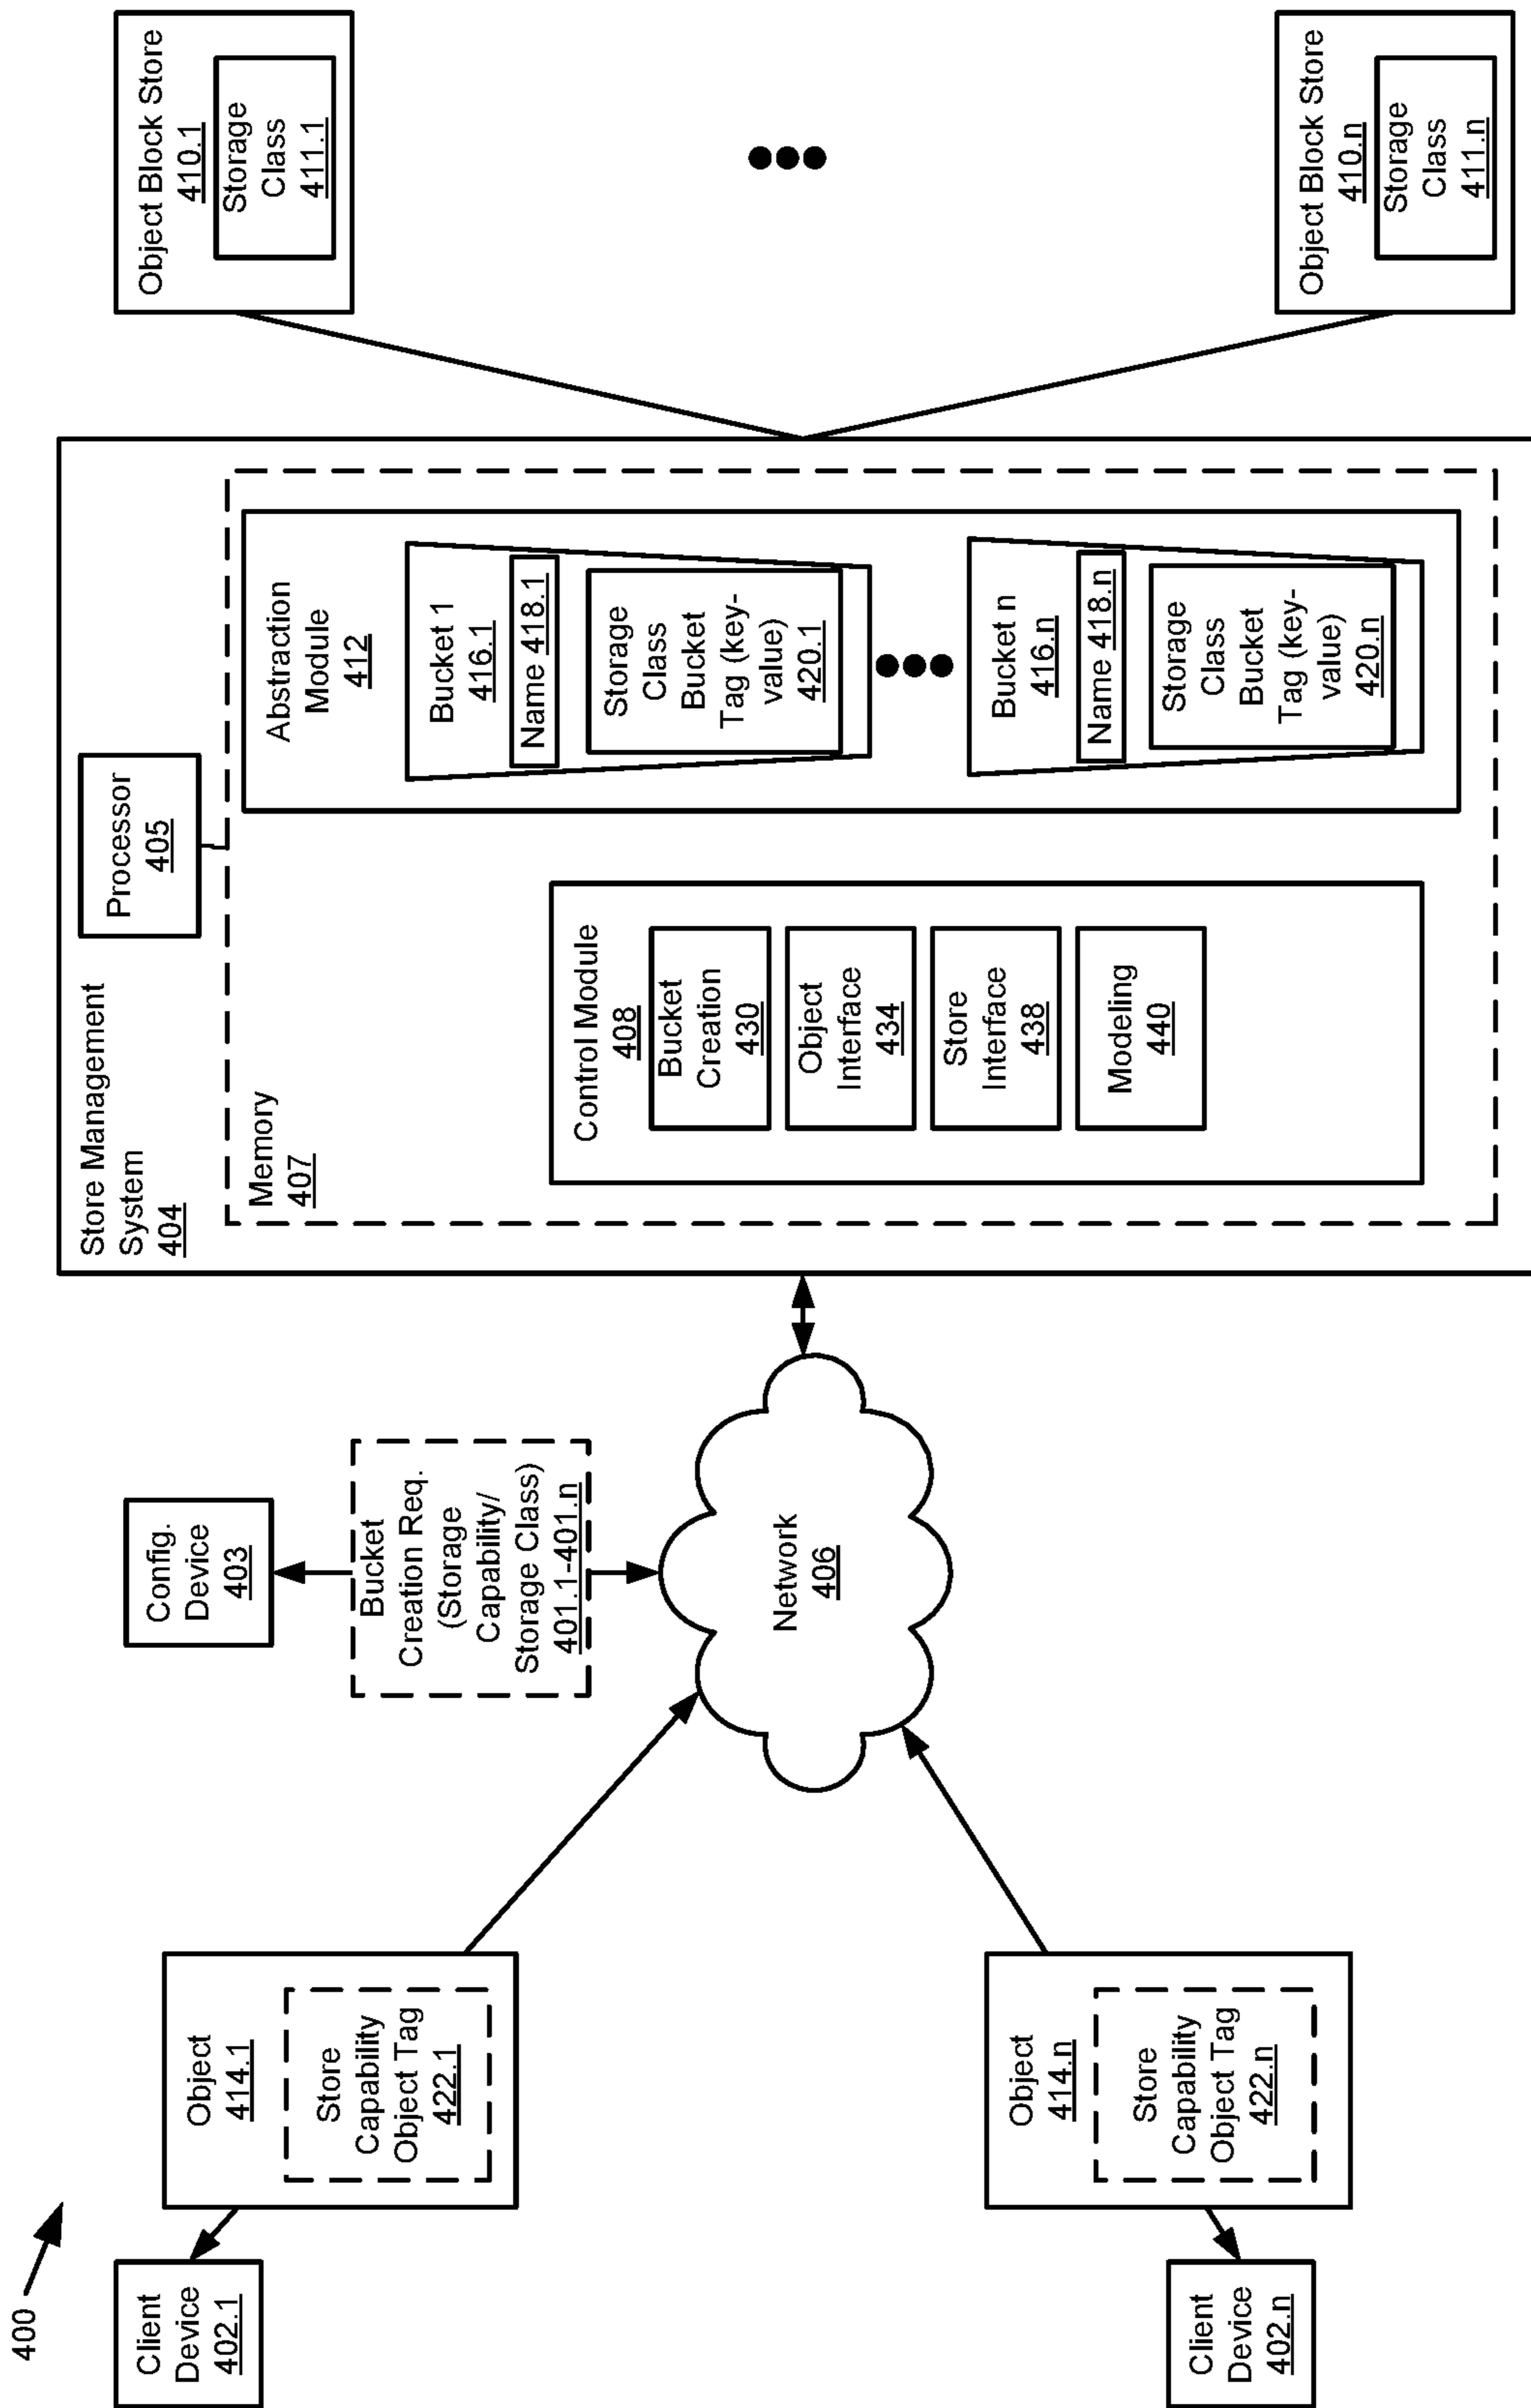 400
Client
Device
402.1
Object
414.1
Store
Capability
Object Tag
422.1
Client
Device
402.n
Object
414.n
Store
Capability
Object Tag
422.n
Config.
Device
403
Bucket
Creation Req.
(Storage
Capability/
Storage Class)
401.1-401.n
Network
406
Store Management
System
404
Processor
405
Memory
407
Control Module
408
Bucket
Creation
430
Object
Interface
434
Store
Interface
438
Modeling
440
Abstraction
Module
412
Bucket 1
416.1
Name 418.1
Storage
Class
Bucket
Tag (key-
value)
420.1
Bucket n
416.n
Name 418.n
Storage
Class
Bucket
Tag (key-
value)
420.n
Object Block Store
410.1
Storage
Class
411.1
Object Block Store
410.n
Storage
Class
411.n